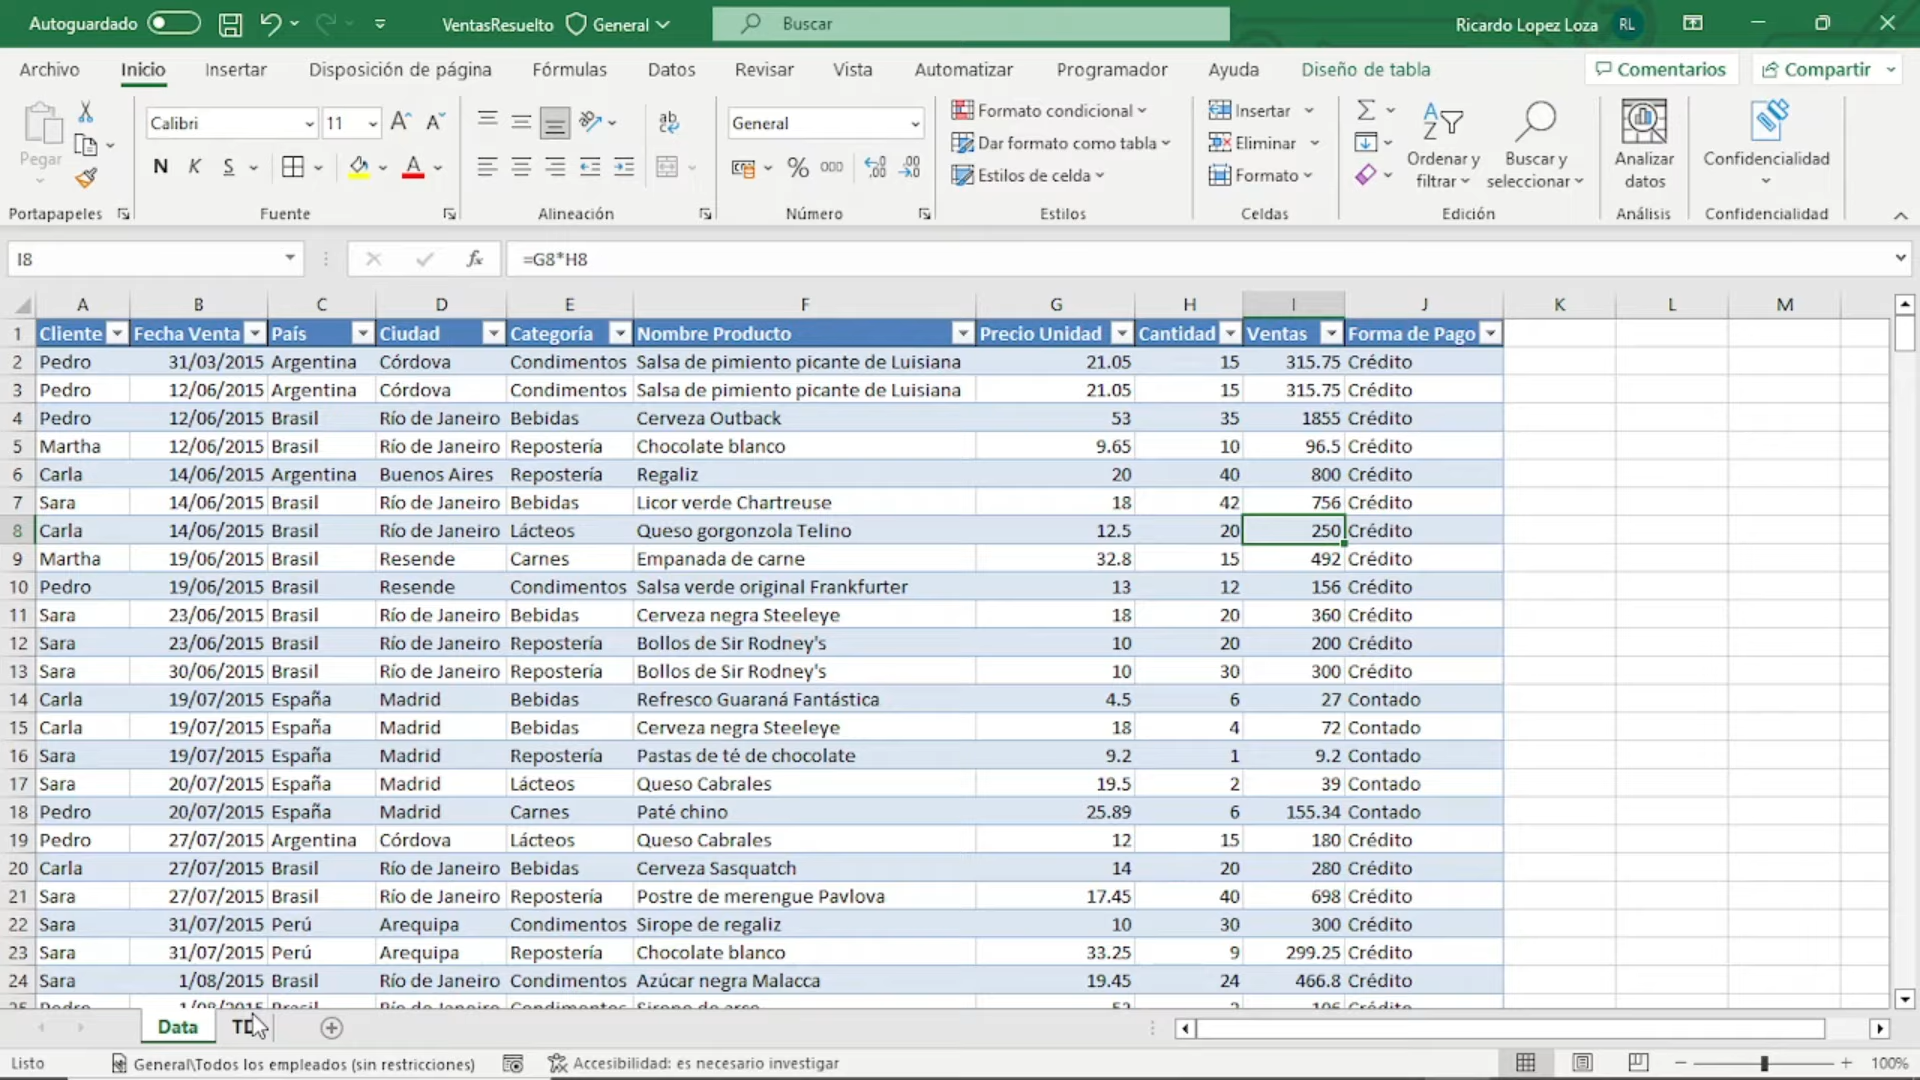 Autoguardado VentasResuelto General Buscar Ricardo Lopez Loza RL
Archivo Inicio Insertar Disposición de página Fórmulas Datos Revisar Vista Automatizar Programador Ayuda Diseño de tabla Comentarios Compartir
Pegar Calibri 11 A A General Formato condicional Insertar Ordenar y filtrar Buscar y seleccionar Analizar datos Confidencialidad
N K S A % 000 Dar formato como tabla Eliminar
Estilos de celda Formato
Portapapeles Fuente Alineación Número Estilos Celdas Edición Análisis Confidencialidad
I8 fx =G8*H8
A B C D E F G H I J K L M
1 Cliente Fecha Venta País Ciudad Categoría Nombre Producto Precio Unidad Cantidad Ventas Forma de Pago
2 Pedro 31/03/2015 Argentina Córdova Condimentos Salsa de pimiento picante de Luisiana 21.05 15 315.75 Crédito
3 Pedro 12/06/2015 Argentina Córdova Condimentos Salsa de pimiento picante de Luisiana 21.05 15 315.75 Crédito
4 Pedro 12/06/2015 Brasil Río de Janeiro Bebidas Cerveza Outback 53 35 1855 Crédito
5 Martha 12/06/2015 Brasil Río de Janeiro Repostería Chocolate blanco 9.65 10 96.5 Crédito
6 Carla 14/06/2015 Argentina Buenos Aires Repostería Regaliz 20 40 800 Crédito
7 Sara 14/06/2015 Brasil Río de Janeiro Bebidas Licor verde Chartreuse 18 42 756 Crédito
8 Carla 14/06/2015 Brasil Río de Janeiro Lácteos Queso gorgonzola Telino 12.5 20 250 Crédito
9 Martha 19/06/2015 Brasil Resende Carnes Empanada de carne 32.8 15 492 Crédito
10 Pedro 19/06/2015 Brasil Resende Condimentos Salsa verde original Frankfurter 13 12 156 Crédito
11 Sara 23/06/2015 Brasil Río de Janeiro Bebidas Cerveza negra Steeleye 18 20 360 Crédito
12 Sara 23/06/2015 Brasil Río de Janeiro Repostería Bollos de Sir Rodney's 10 20 200 Crédito
13 Sara 30/06/2015 Brasil Río de Janeiro Repostería Bollos de Sir Rodney's 10 30 300 Crédito
14 Carla 19/07/2015 España Madrid Bebidas Refresco Guaraná Fantástica 4.5 6 27 Contado
15 Carla 19/07/2015 España Madrid Bebidas Cerveza negra Steeleye 18 4 72 Contado
16 Sara 19/07/2015 España Madrid Repostería Pastas de té de chocolate 9.2 1 9.2 Contado
17 Sara 20/07/2015 España Madrid Lácteos Queso Cabrales 19.5 2 39 Contado
18 Pedro 20/07/2015 España Madrid Carnes Paté chino 25.89 6 155.34 Contado
19 Pedro 27/07/2015 Argentina Córdova Lácteos Queso Cabrales 12 15 180 Crédito
20 Carla 27/07/2015 Brasil Río de Janeiro Bebidas Cerveza Sasquatch 14 20 280 Crédito
21 Sara 27/07/2015 Brasil Río de Janeiro Repostería Postre de merengue Pavlova 17.45 40 698 Crédito
22 Sara 31/07/2015 Perú Arequipa Condimentos Sirope de regaliz 10 30 300 Crédito
23 Sara 31/07/2015 Perú Arequipa Repostería Chocolate blanco 33.25 9 299.25 Crédito
24 Sara 1/08/2015 Brasil Río de Janeiro Condimentos Azúcar negra Malacca 19.45 24 466.8 Crédito
Data
Listo General\Todos los empleados (sin restricciones) Accesibilidad: es necesario investigar 100%